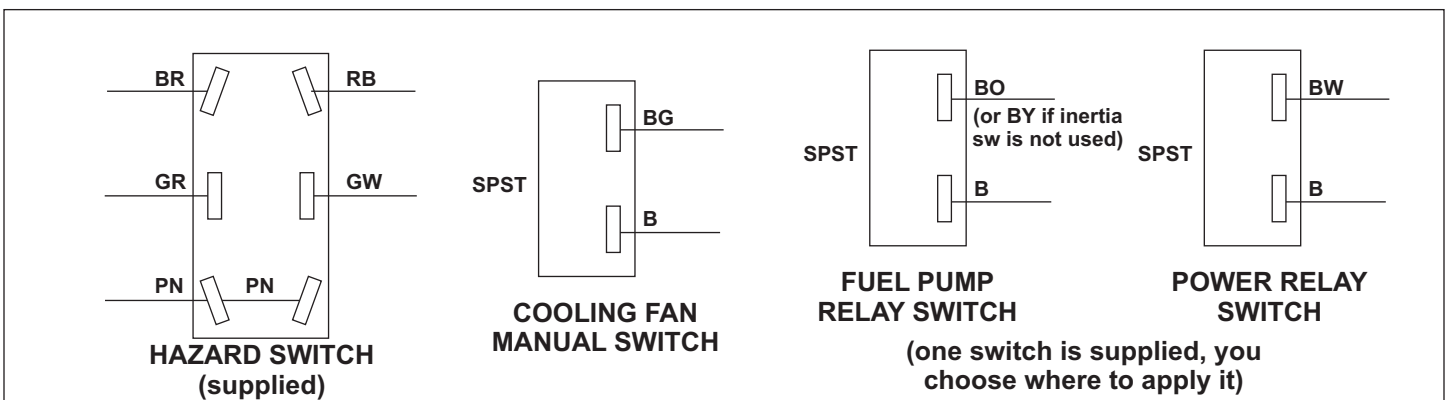 BR
RB
GR
GW
PN
PN
HAZARD SWITCH
(supplied)
SPST
BG
B
COOLING FAN
MANUAL SWITCH
SPST
BO
(or BY if inertia
sw is not used)
B
FUEL PUMP
RELAY SWITCH
SPST
BW
B
POWER RELAY
SWITCH
(one switch is supplied, you
choose where to apply it)